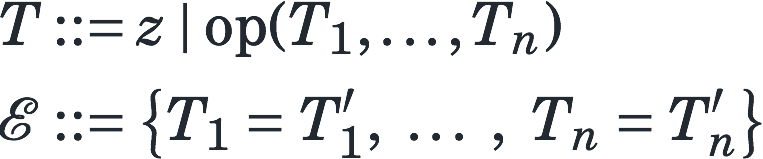 T ::= z | op(T₁,…,Tₙ)
ℰ ::= {T₁ = T′₁, … , Tₙ = T′ₙ}